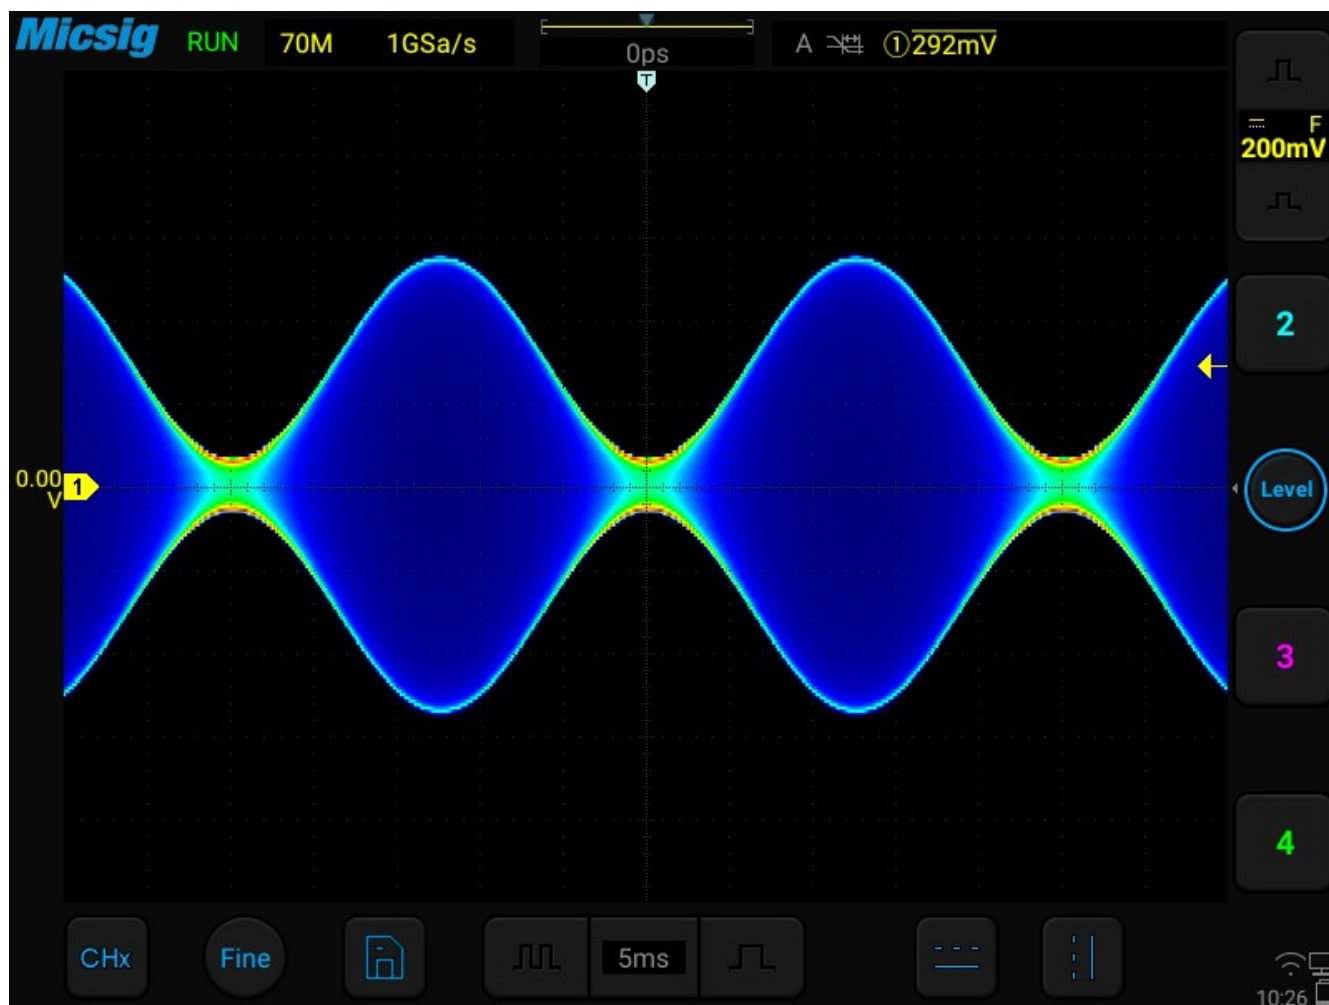 Micsig RUN 70M 1GSa/s 0ps A ①292mV
T
F
200mV
2
0.00 1
V
Level
3
4
CHx Fine 5ms
10:26